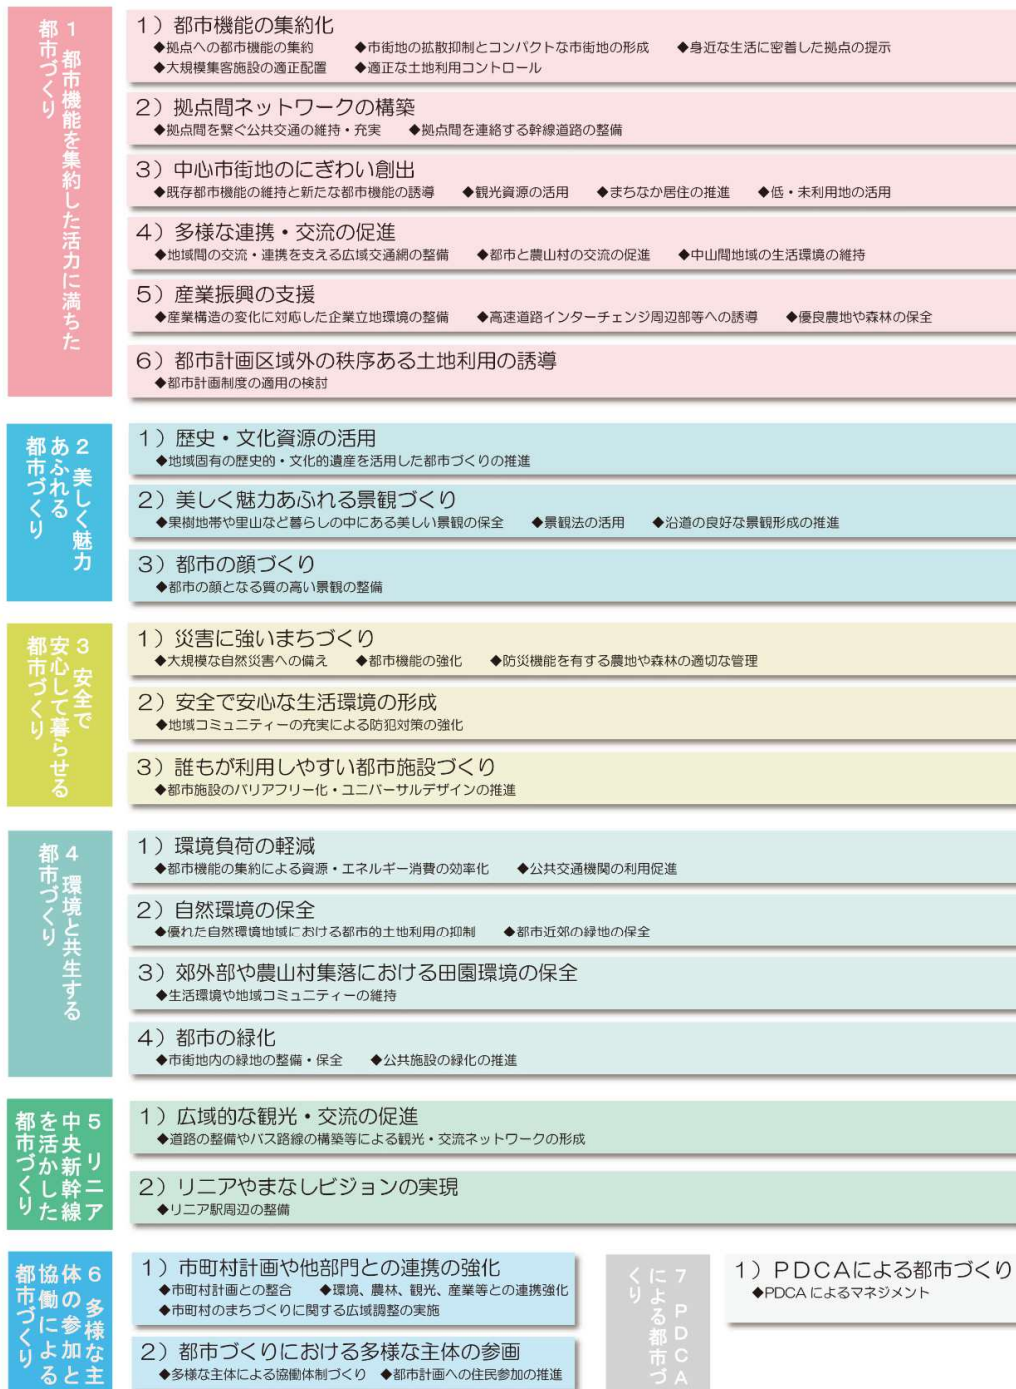 1 都市機能を集約した活力に満ちた
都市づくり
1）都市機能の集約化
◆拠点への都市機能の集約 ◆市街地の拡散抑制とコンパクトな市街地の形成 ◆身近な生活に密着した拠点の提示
◆大規模集客施設の適正配置 ◆適正な土地利用コントロール
2）拠点間ネットワークの構築
◆拠点間を繋ぐ公共交通の維持・充実 ◆拠点間を連絡する幹線道路の整備
3）中心市街地のにぎわい創出
◆既存都市機能の維持と新たな都市機能の誘導 ◆観光資源の活用 ◆まちなか居住の推進 ◆低・未利用地の活用
4）多様な連携・交流の促進
◆地域間の交流・連携を支える広域交通網の整備 ◆都市と農山村の交流の促進 ◆中山間地域の生活環境の維持
5）産業振興の支援
◆産業構造の変化に対応した企業立地環境の整備 ◆高速道路インターチェンジ周辺部等への誘導 ◆優良農地や森林の保全
6）都市計画区域外の秩序ある土地利用の誘導
◆都市計画制度の適用の検討
2 美しく魅力
あふれる
都市づくり
1）歴史・文化資源の活用
◆地域固有の歴史的・文化的遺産を活用した都市づくりの推進
2）美しく魅力あふれる景観づくり
◆果樹地帯や里山など暮らしの中にある美しい景観の保全 ◆景観法の活用 ◆沿道の良好な景観形成の推進
3）都市の顔づくり
◆都市の顔となる質の高い景観の整備
3 安全で
安心して暮らせる
都市づくり
1）災害に強いまちづくり
◆大規模な自然災害への備え ◆都市機能の強化 ◆防災機能を有する農地や森林の適切な管理
2）安全で安心な生活環境の形成
◆地域コミュニティーの充実による防犯対策の強化
3）誰もが利用しやすい都市施設づくり
◆都市施設のバリアフリー化・ユニバーサルデザインの推進
4 環境と共生する
都市づくり
1）環境負荷の軽減
◆都市機能の集約による資源・エネルギー消費の効率化 ◆公共交通機関の利用促進
2）自然環境の保全
◆優れた自然環境地域における都市的土地利用の抑制 ◆都市近郊の緑地の保全
3）郊外部や農山村集落における田園環境の保全
◆生活環境や地域コミュニティーの維持
4）都市の緑化
◆市街地内の緑地の整備・保全 ◆公共施設の緑化の推進
5 リニア
中央新幹線
を活かした
都市づくり
1）広域的な観光・交流の促進
◆道路の整備やバス路線の構築等による観光・交流ネットワークの形成
2）リニアやまなしビジョンの実現
◆リニア駅周辺の整備
6 多様な主
体の参加と
協働による
都市づくり
1）市町村計画や他部門との連携の強化
◆市町村計画との整合 ◆環境、農林、観光、産業等との連携強化
◆市町村のまちづくりに関する広域調整の実施
2）都市づくりにおける多様な主体の参画
◆多様な主体による協働体制づくり ◆都市計画への住民参加の推進
7 PDCA
による都市づ
くり
1）PDCAによる都市づくり
◆PDCA によるマネジメント